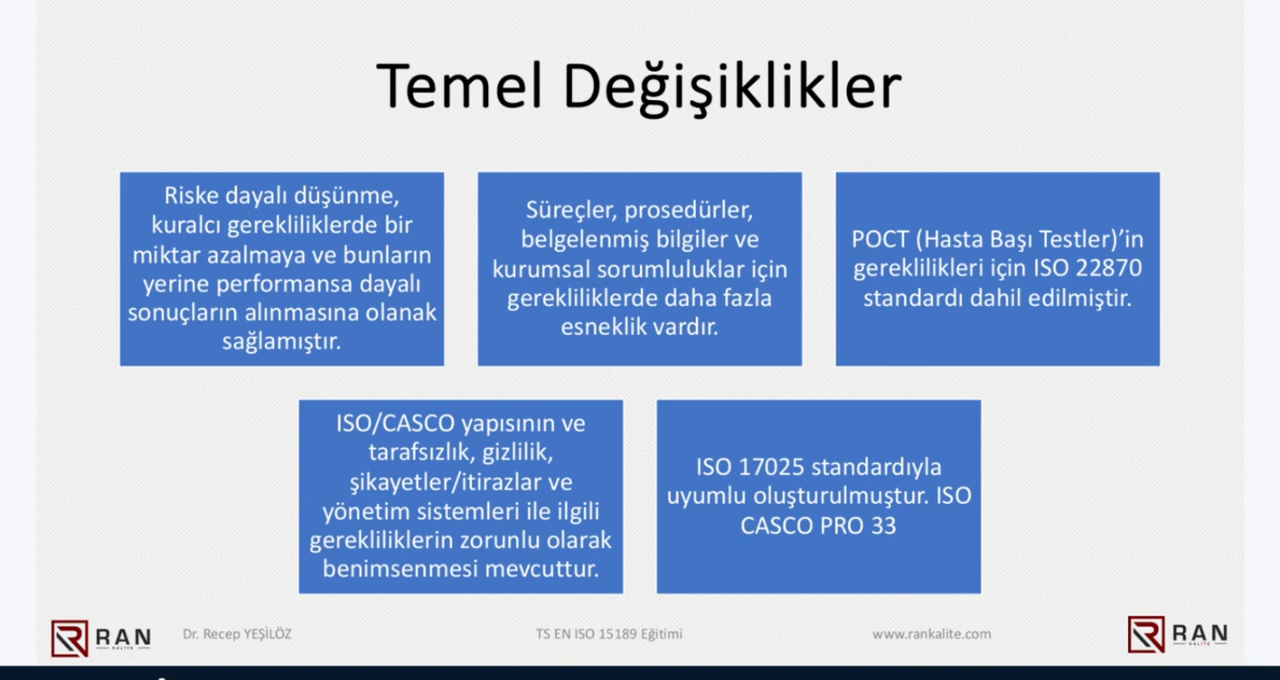 Temel Değişiklikler
Riske dayalı düşünme,
kuralcı gerekliliklerde bir
miktar azalmaya ve bunların
yerine performansa dayalı
sonuçların alınmasına olanak
sağlamıştır.
Süreçler, prosedürler,
belgelenmiş bilgiler ve
kurumsal sorumluluklar için
gerekliliklerde daha fazla
esneklik vardır.
POCT (Hasta Başı Testler)’in
gereklilikleri için ISO 22870
standardı dahil edilmiştir.
ISO/CASCO yapısının ve
tarafsızlık, gizlilik,
şikayetler/itirazlar ve
yönetim sistemleri ile ilgili
gerekliliklerin zorunlu olarak
benimsenmesi mevcuttur.
ISO 17025 standardıyla
uyumlu oluşturulmuştur. ISO
CASCO PRO 33
RAN
KALİTE
Dr. Recep YEŞİLÖZ
TS EN ISO 15189 Eğitimi
www.rankalite.com
RAN
KALİTE